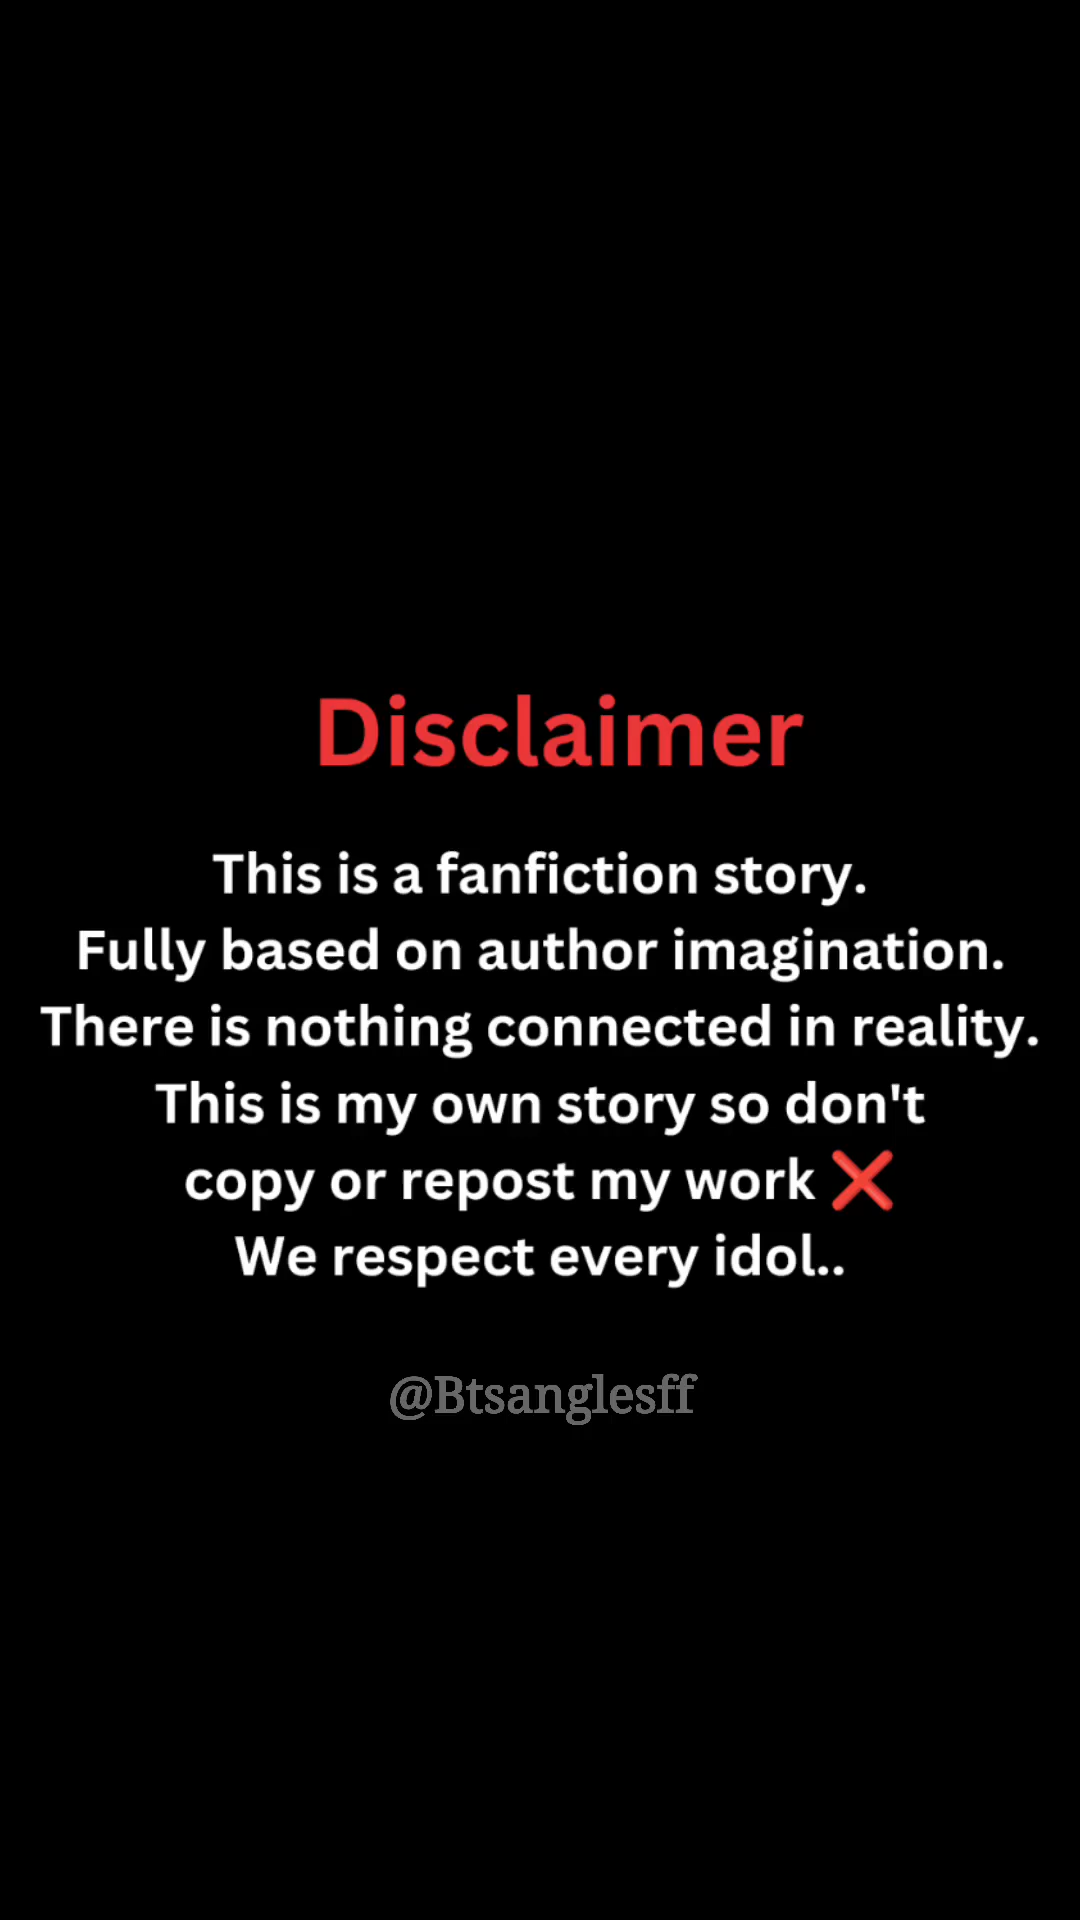 Disclaimer
This is a fanfiction story.
Fully based on author imagination.
There is nothing connected in reality.
This is my own story so don't
copy or repost my work ❌
We respect every idol..
@Btsanglesff